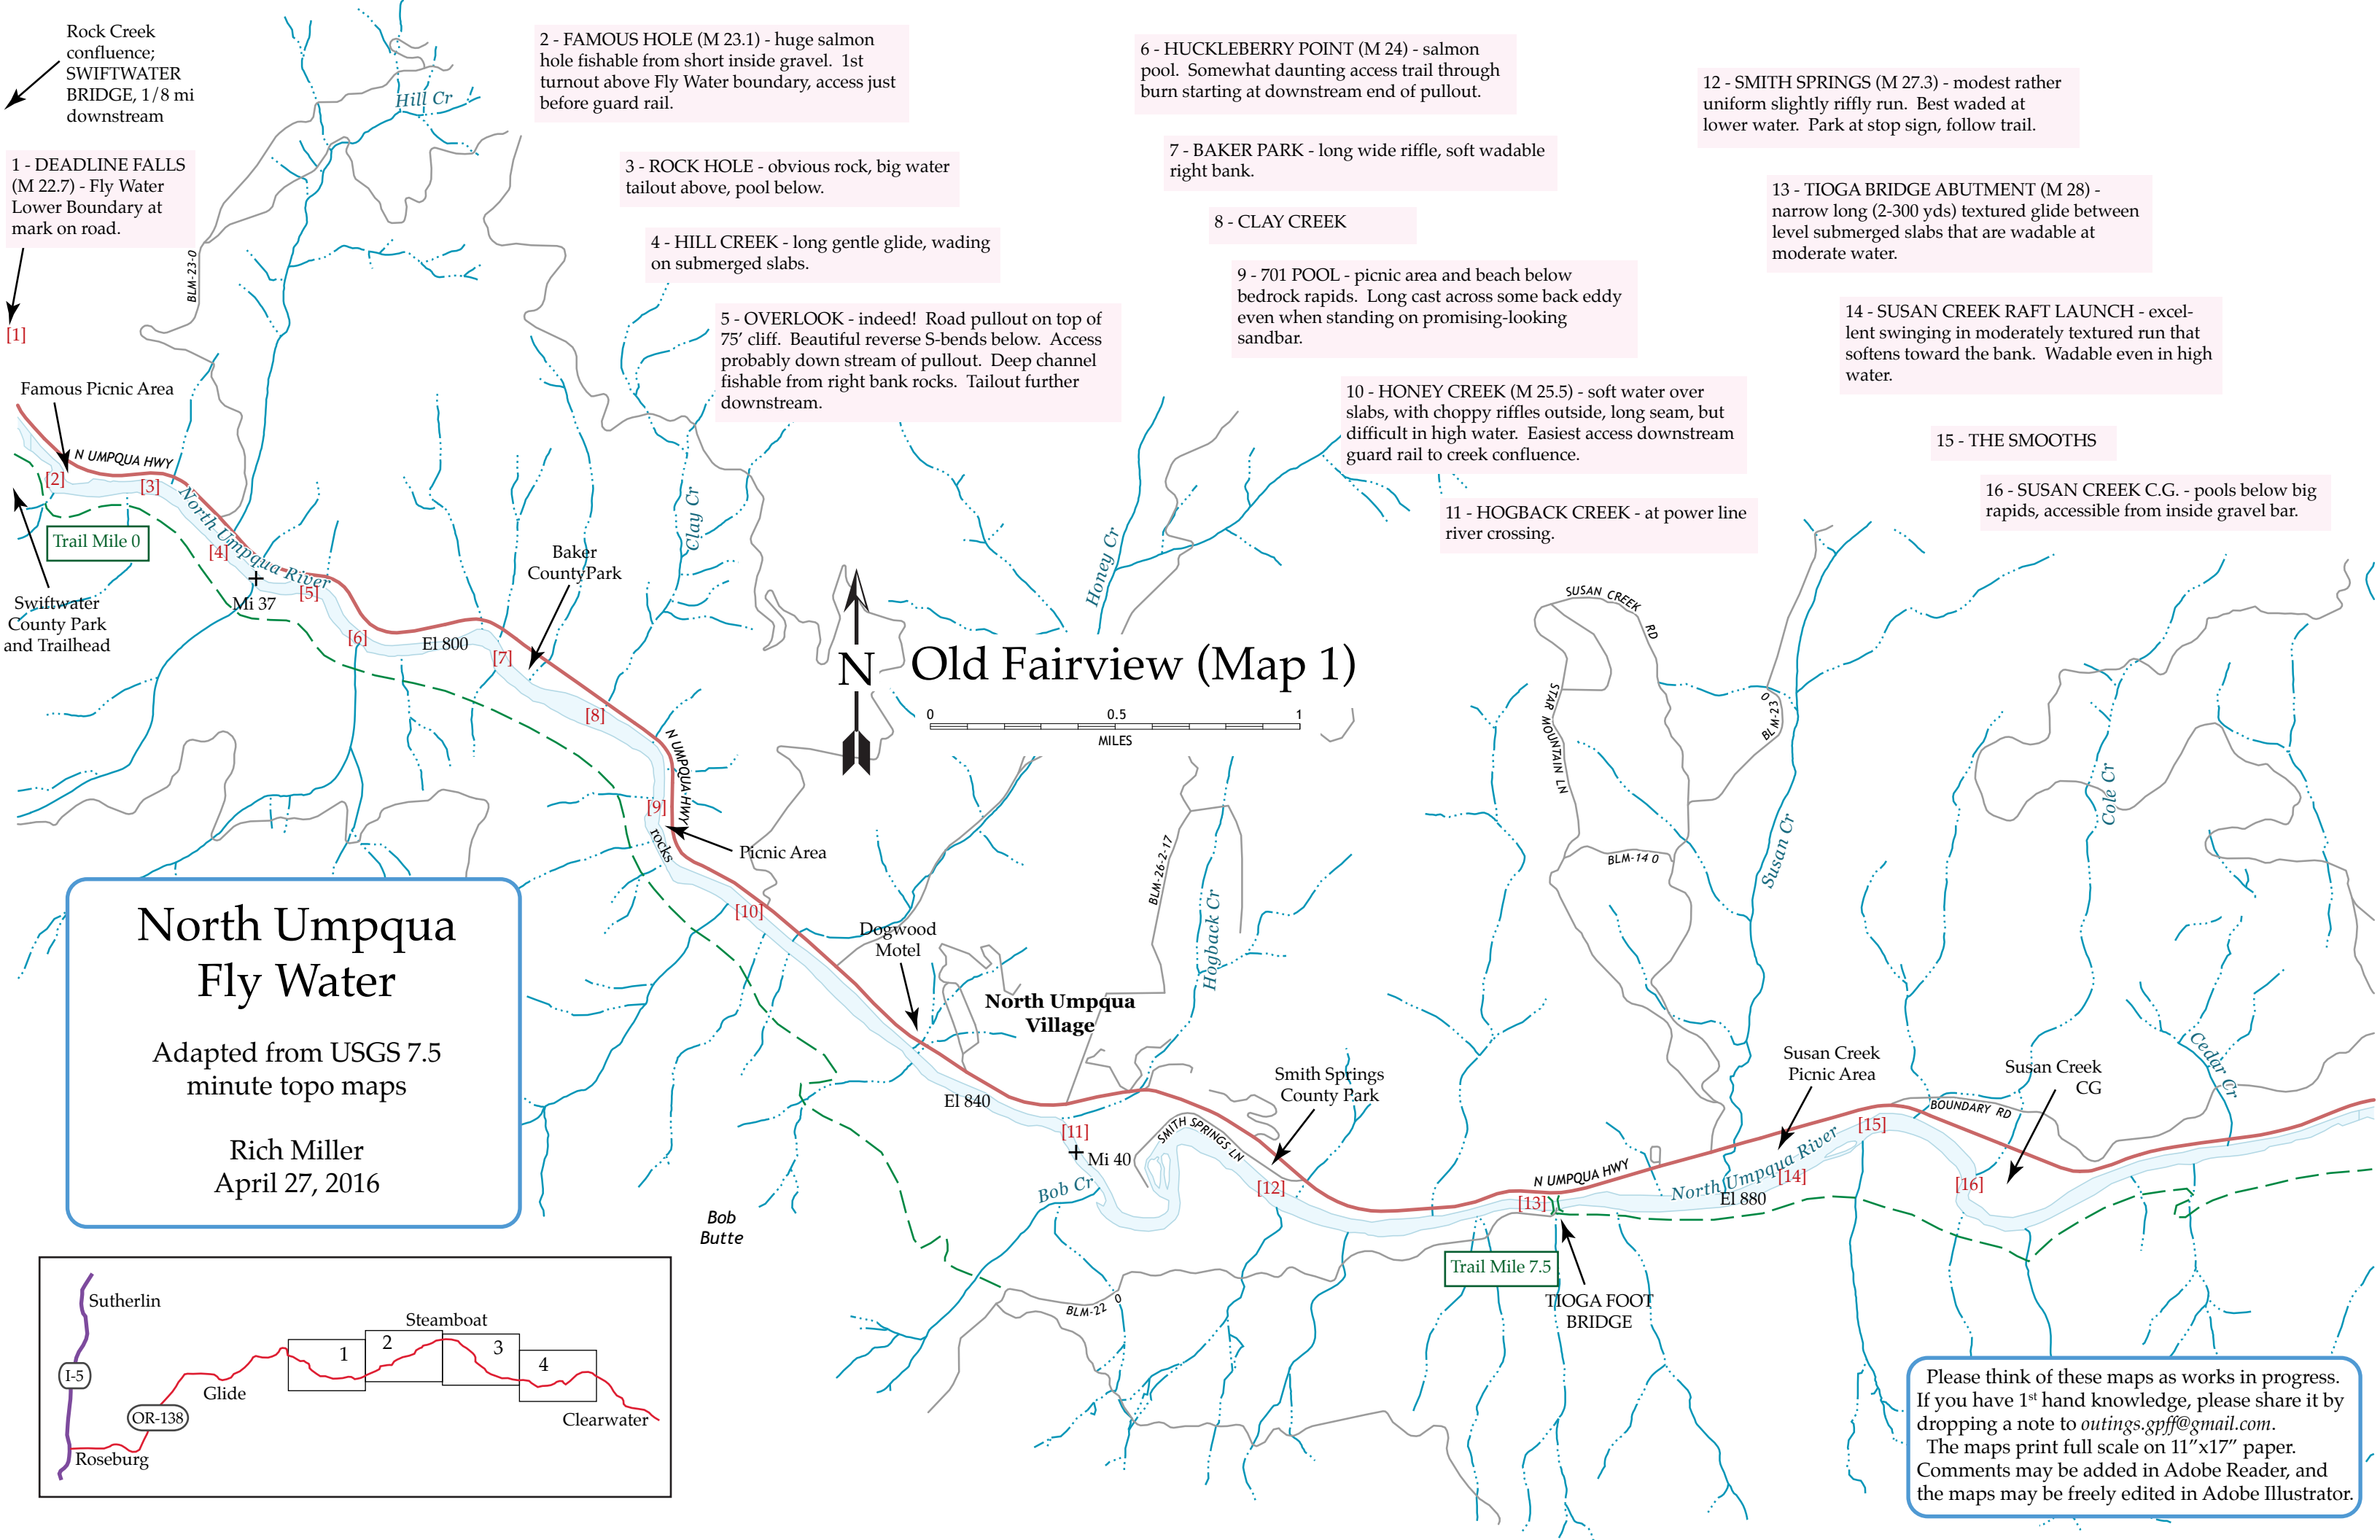 Rock Creek
confluence;
SWIFTWATER
BRIDGE, 1/8 mi
downstream
1 - DEADLINE FALLS
(M 22.7) - Fly Water
Lower Boundary at
mark on road.
2 - FAMOUS HOLE (M 23.1) - huge salmon
hole fishable from short inside gravel.  1st
turnout above Fly Water boundary, access just
before guard rail.
3 - ROCK HOLE - obvious rock, big water
tailout above, pool below.
4 - HILL CREEK - long gentle glide, wading
on submerged slabs.
5 - OVERLOOK - indeed!  Road pullout on top of
75’ cliff.  Beautiful reverse S-bends below.  Access
probably down stream of pullout.  Deep channel
fishable from right bank rocks.  Tailout further
downstream.
6 - HUCKLEBERRY POINT (M 24) - salmon
pool.  Somewhat daunting access trail through
burn starting at downstream end of pullout.
7 - BAKER PARK - long wide riffle, soft wadable
right bank.
8 - CLAY CREEK
9 - 701 POOL - picnic area and beach below
bedrock rapids.  Long cast across some back eddy
even when standing on promising-looking
sandbar.
10 - HONEY CREEK (M 25.5) - soft water over
slabs, with choppy riffles outside, long seam, but
difficult in high water.  Easiest access downstream
guard rail to creek confluence.
11 - HOGBACK CREEK - at power line
river crossing.
12 - SMITH SPRINGS (M 27.3) - modest rather
uniform slightly riffly run.  Best waded at
lower water.  Park at stop sign, follow trail.
13 - TIOGA BRIDGE ABUTMENT (M 28) -
narrow long (2-300 yds) textured glide between
level submerged slabs that are wadable at
moderate water.
14 - SUSAN CREEK RAFT LAUNCH - excel-
lent swinging in moderately textured run that
softens toward the bank.  Wadable even in high
water.
15 - THE SMOOTHS
16 - SUSAN CREEK C.G. - pools below big
rapids, accessible from inside gravel bar.
Hill Cr
BLM-23-0
[1]
Famous Picnic Area
N UMPQUA HWY
[2]
[3]
North Umpqua River
Trail Mile 0
[4]
Mi 37
[5]
Swiftwater
County Park
and Trailhead
[6]
El 800
[7]
Baker
CountyPark
Clay Cr
[8]
N UMPQUA HWY
[9]
rocks
Picnic Area
[10]
Honey Cr
N
Old Fairview (Map 1)
0
0.5
1
MILES
Dogwood
Motel
North Umpqua
Village
BLM-26-2-17
Hogback Cr
El 840
[11]
Mi 40
Bob Cr
SMITH SPRINGS LN
Smith Springs
County Park
[12]
Bob
Butte
BLM-22 0
SUSAN CREEK RD
STAR MOUNTAIN LN
BLM-23 0
BLM-14 0
Susan Cr
Cole Cr
Cedar Cr
N UMPQUA HWY
[13]
Trail Mile 7.5
TIOGA FOOT
BRIDGE
Susan Creek
Picnic Area
North Umpqua River
El 880
[14]
[15]
BOUNDARY RD
Susan Creek
CG
[16]
North Umpqua
Fly Water
Adapted from USGS 7.5
minute topo maps
Rich Miller
April 27, 2016
Sutherlin
I-5
Roseburg
OR-138
Glide
Steamboat
1
2
3
4
Clearwater
Please think of these maps as works in progress.
If you have 1st hand knowledge, please share it by
dropping a note to outings.gpff@gmail.com.
The maps print full scale on 11”x17” paper.
Comments may be added in Adobe Reader, and
the maps may be freely edited in Adobe Illustrator.